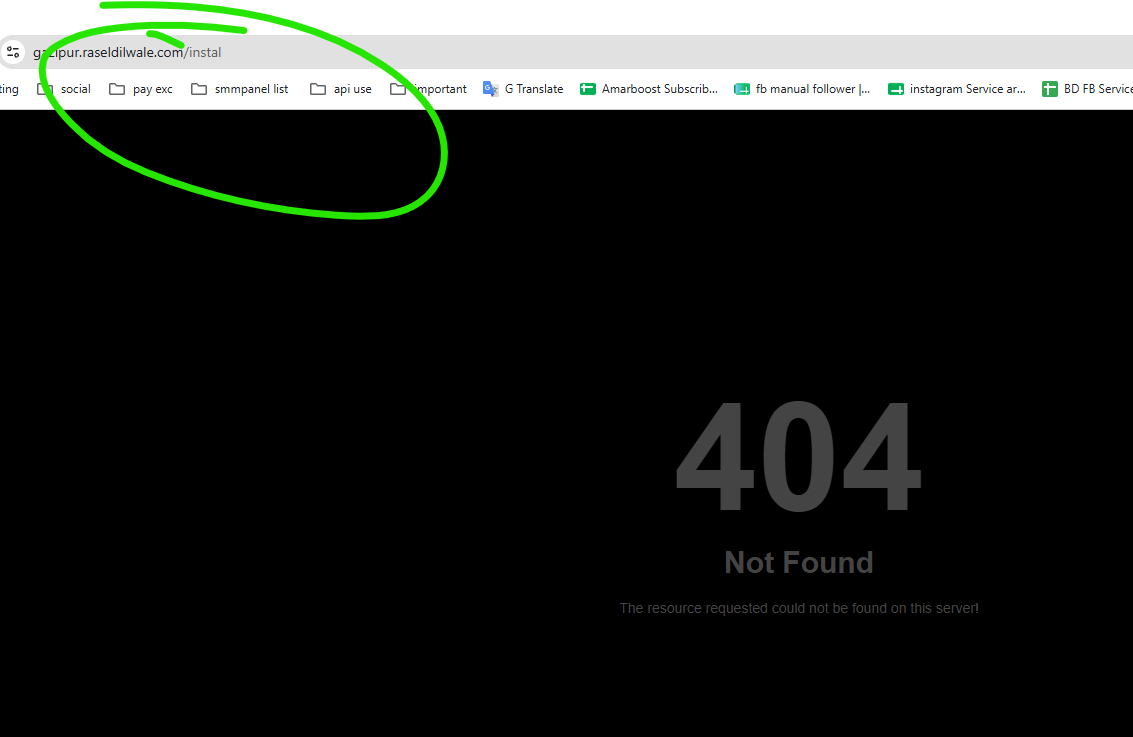 gazipur.raseldilwale.com/instal
ting social pay exc smmpanel list api use important G Translate Amarboost Subscrib... fb manual follower |... instagram Service ar... BD FB Service
404
Not Found
The resource requested could not be found on this server!